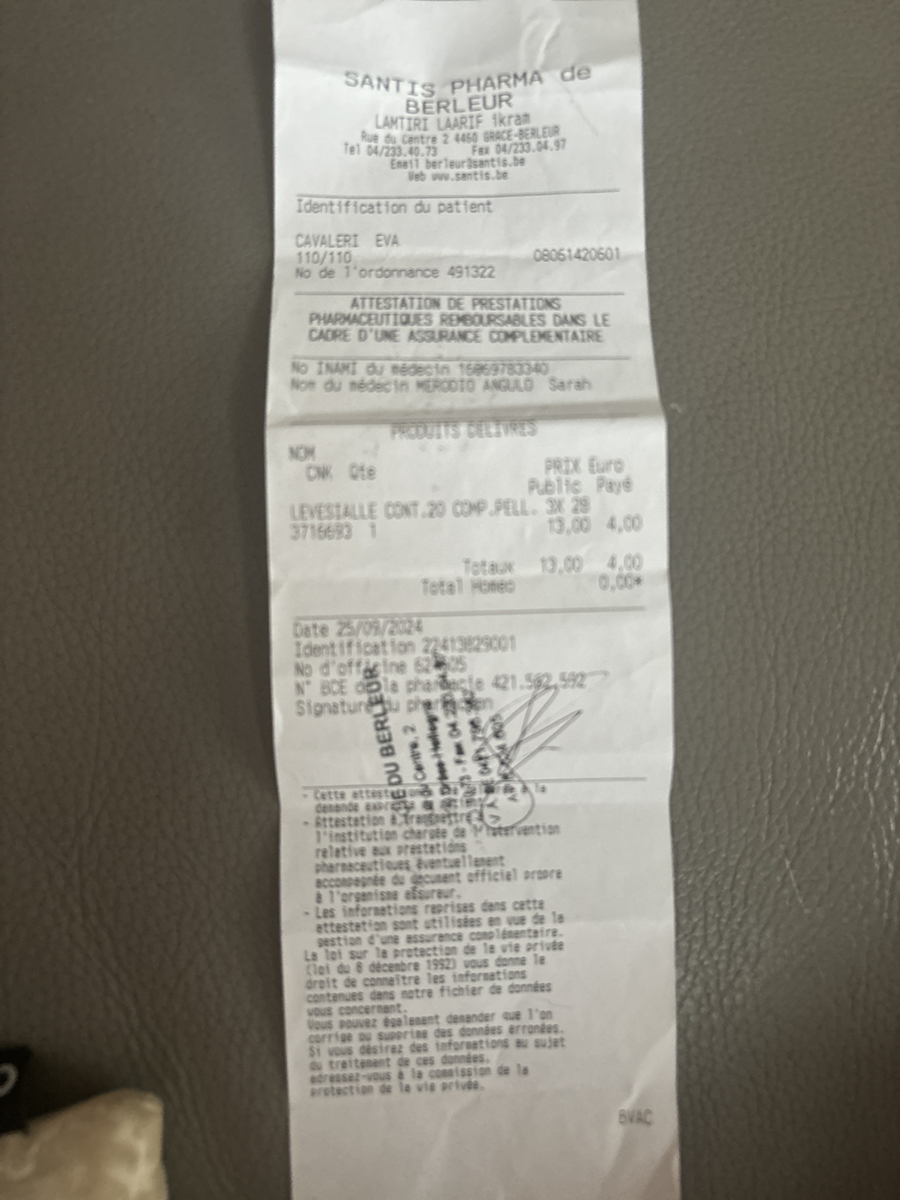 SANTIS PHARMA de
BERLEUR
LAMTIRI LAARIF ikram
Rue du Centre 2 4460 GRACE-BERLEUR
Tel 04/233.40.73 Fax 04/233.04.97
Email berleur@santis.be
Web www.santis.be
Identification du patient
CAVALERI EVA
110/110 08061420601
No de l'ordonnance 491322
ATTESTATION DE PRESTATIONS
PHARMACEUTIQUES REMBOURSABLES DANS LE
CADRE D'UNE ASSURANCE COMPLEMENTAIRE
No INAMI du médecin 16069783340
Nom du médecin MERODIO ANGULO Sarah
PRODUITS DELIVRES
NOM
CNK Qte PRIX Euro
Public Payé
LEVESIALLE CONT.20 COMP.PELL. 3X 28
3716693 1 13,00 4,00
Totaux 13,00 4,00
Total Homeo 0,00*
Date 25/09/2024
Identification 22413829001
No d'officine
N° BCE de la pharmacie 421.582.592
Signature du pharmacien
DU BERLEUR
Centre, 2
- Cette à la
demande
- Attestation à transmettre à
l'institution chargée de l'intervention
relative aux prestations
pharmaceutiques éventuellement
accompagnée du document officiel propre
à l'organisme assureur.
- Les informations reprises dans cette
attestation sont utilisées en vue de la
gestion d'une assurance complémentaire.
La loi sur la protection de la vie privée
(loi du 8 décembre 1992) vous donne le
droit de connaître les informations
contenues dans notre fichier de données
vous concernant.
Vous pouvez également demander que l'on
corrige ou supprime des données erronées.
Si vous désirez des informations au sujet
du traitement de ces données,
adressez-vous à la commission de la
protection de la vie privée.
BVAC